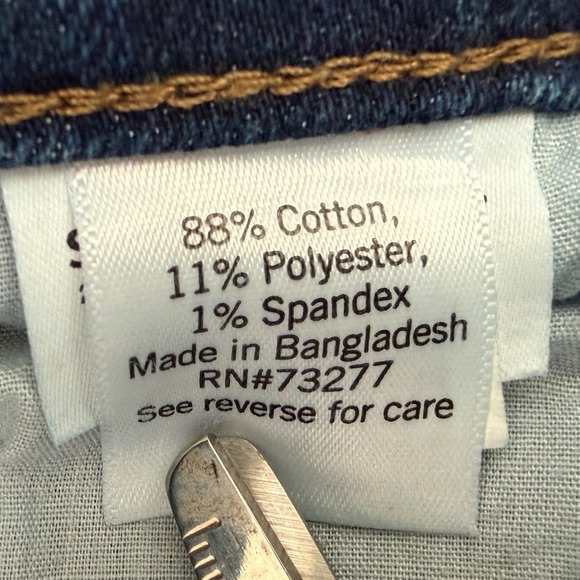 88% Cotton,
11% Polyester,
1% Spandex
Made in Bangladesh
RN#73277
See reverse for care